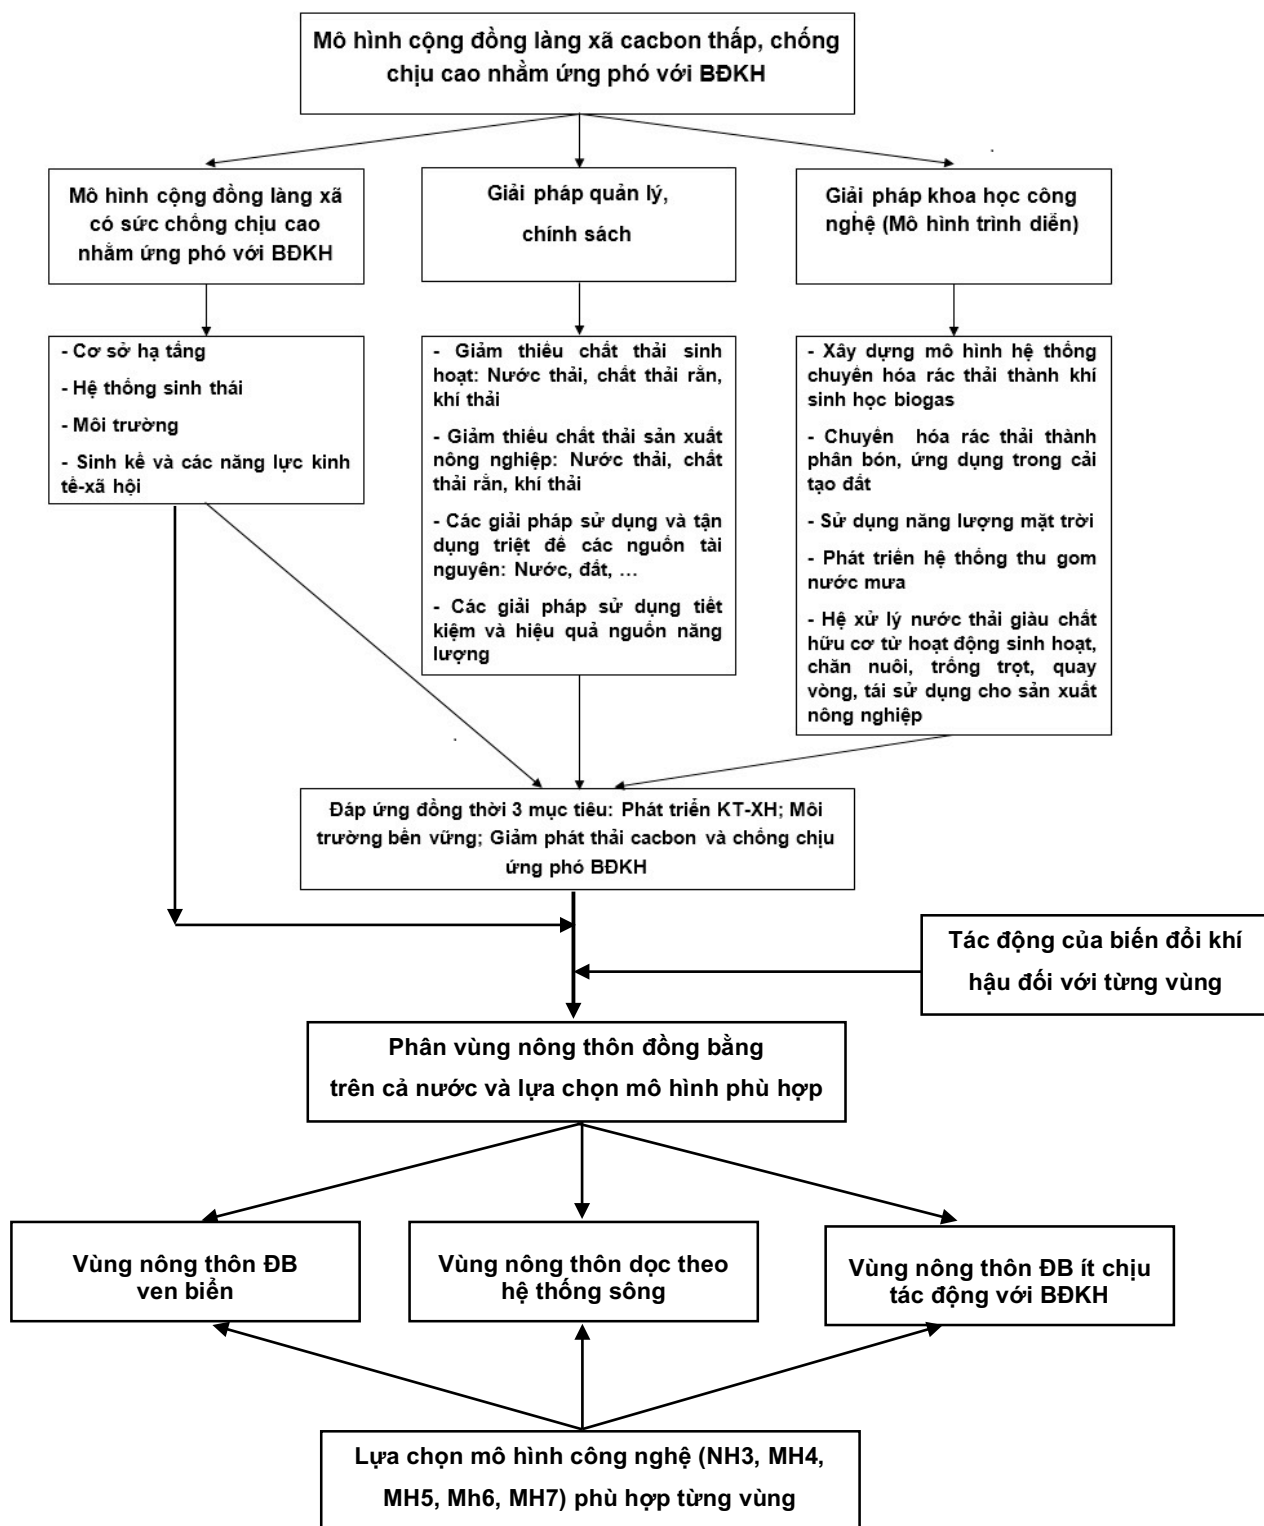 Mô hình cộng đồng làng xã cacbon thấp, chống
chịu cao nhằm ứng phó với BĐKH
Mô hình cộng đồng làng xã
có sức chống chịu cao
nhằm ứng phó với BĐKH
Giải pháp quản lý,
chính sách
Giải pháp khoa học công
nghệ (Mô hình trình diễn)
- Cơ sở hạ tầng
- Hệ thống sinh thái
- Môi trường
- Sinh kế và các năng lực kinh
tế-xã hội
- Giảm thiểu chất thải sinh
hoạt: Nước thải, chất thải rắn,
khí thải
- Giảm thiểu chất thải sản xuất
nông nghiệp: Nước thải, chất
thải rắn, khí thải
- Các giải pháp sử dụng và tận
dụng triệt để các nguồn tài
nguyên: Nước, đất, …
- Các giải pháp sử dụng tiết
kiệm và hiệu quả nguồn năng
lượng
- Xây dựng mô hình hệ thống
chuyển hóa rác thải thành khí
sinh học biogas
- Chuyển hóa rác thải thành
phân bón, ứng dụng trong cải
tạo đất
- Sử dụng năng lượng mặt trời
- Phát triển hệ thống thu gom
nước mưa
- Hệ xử lý nước thải giàu chất
hữu cơ từ hoạt động sinh hoạt,
chăn nuôi, trồng trọt, quay
vòng, tái sử dụng cho sản xuất
nông nghiệp
Đáp ứng đồng thời 3 mục tiêu: Phát triển KT-XH; Môi
trường bền vững; Giảm phát thải cacbon và chống chịu
ứng phó BĐKH
Tác động của biến đổi khí
hậu đối với từng vùng
Phân vùng nông thôn đồng bằng
trên cả nước và lựa chọn mô hình phù hợp
Vùng nông thôn ĐB
ven biển
Vùng nông thôn dọc theo
hệ thống sông
Vùng nông thôn ĐB ít chịu
tác động với BĐKH
Lựa chọn mô hình công nghệ (NH3, MH4,
MH5, Mh6, MH7) phù hợp từng vùng